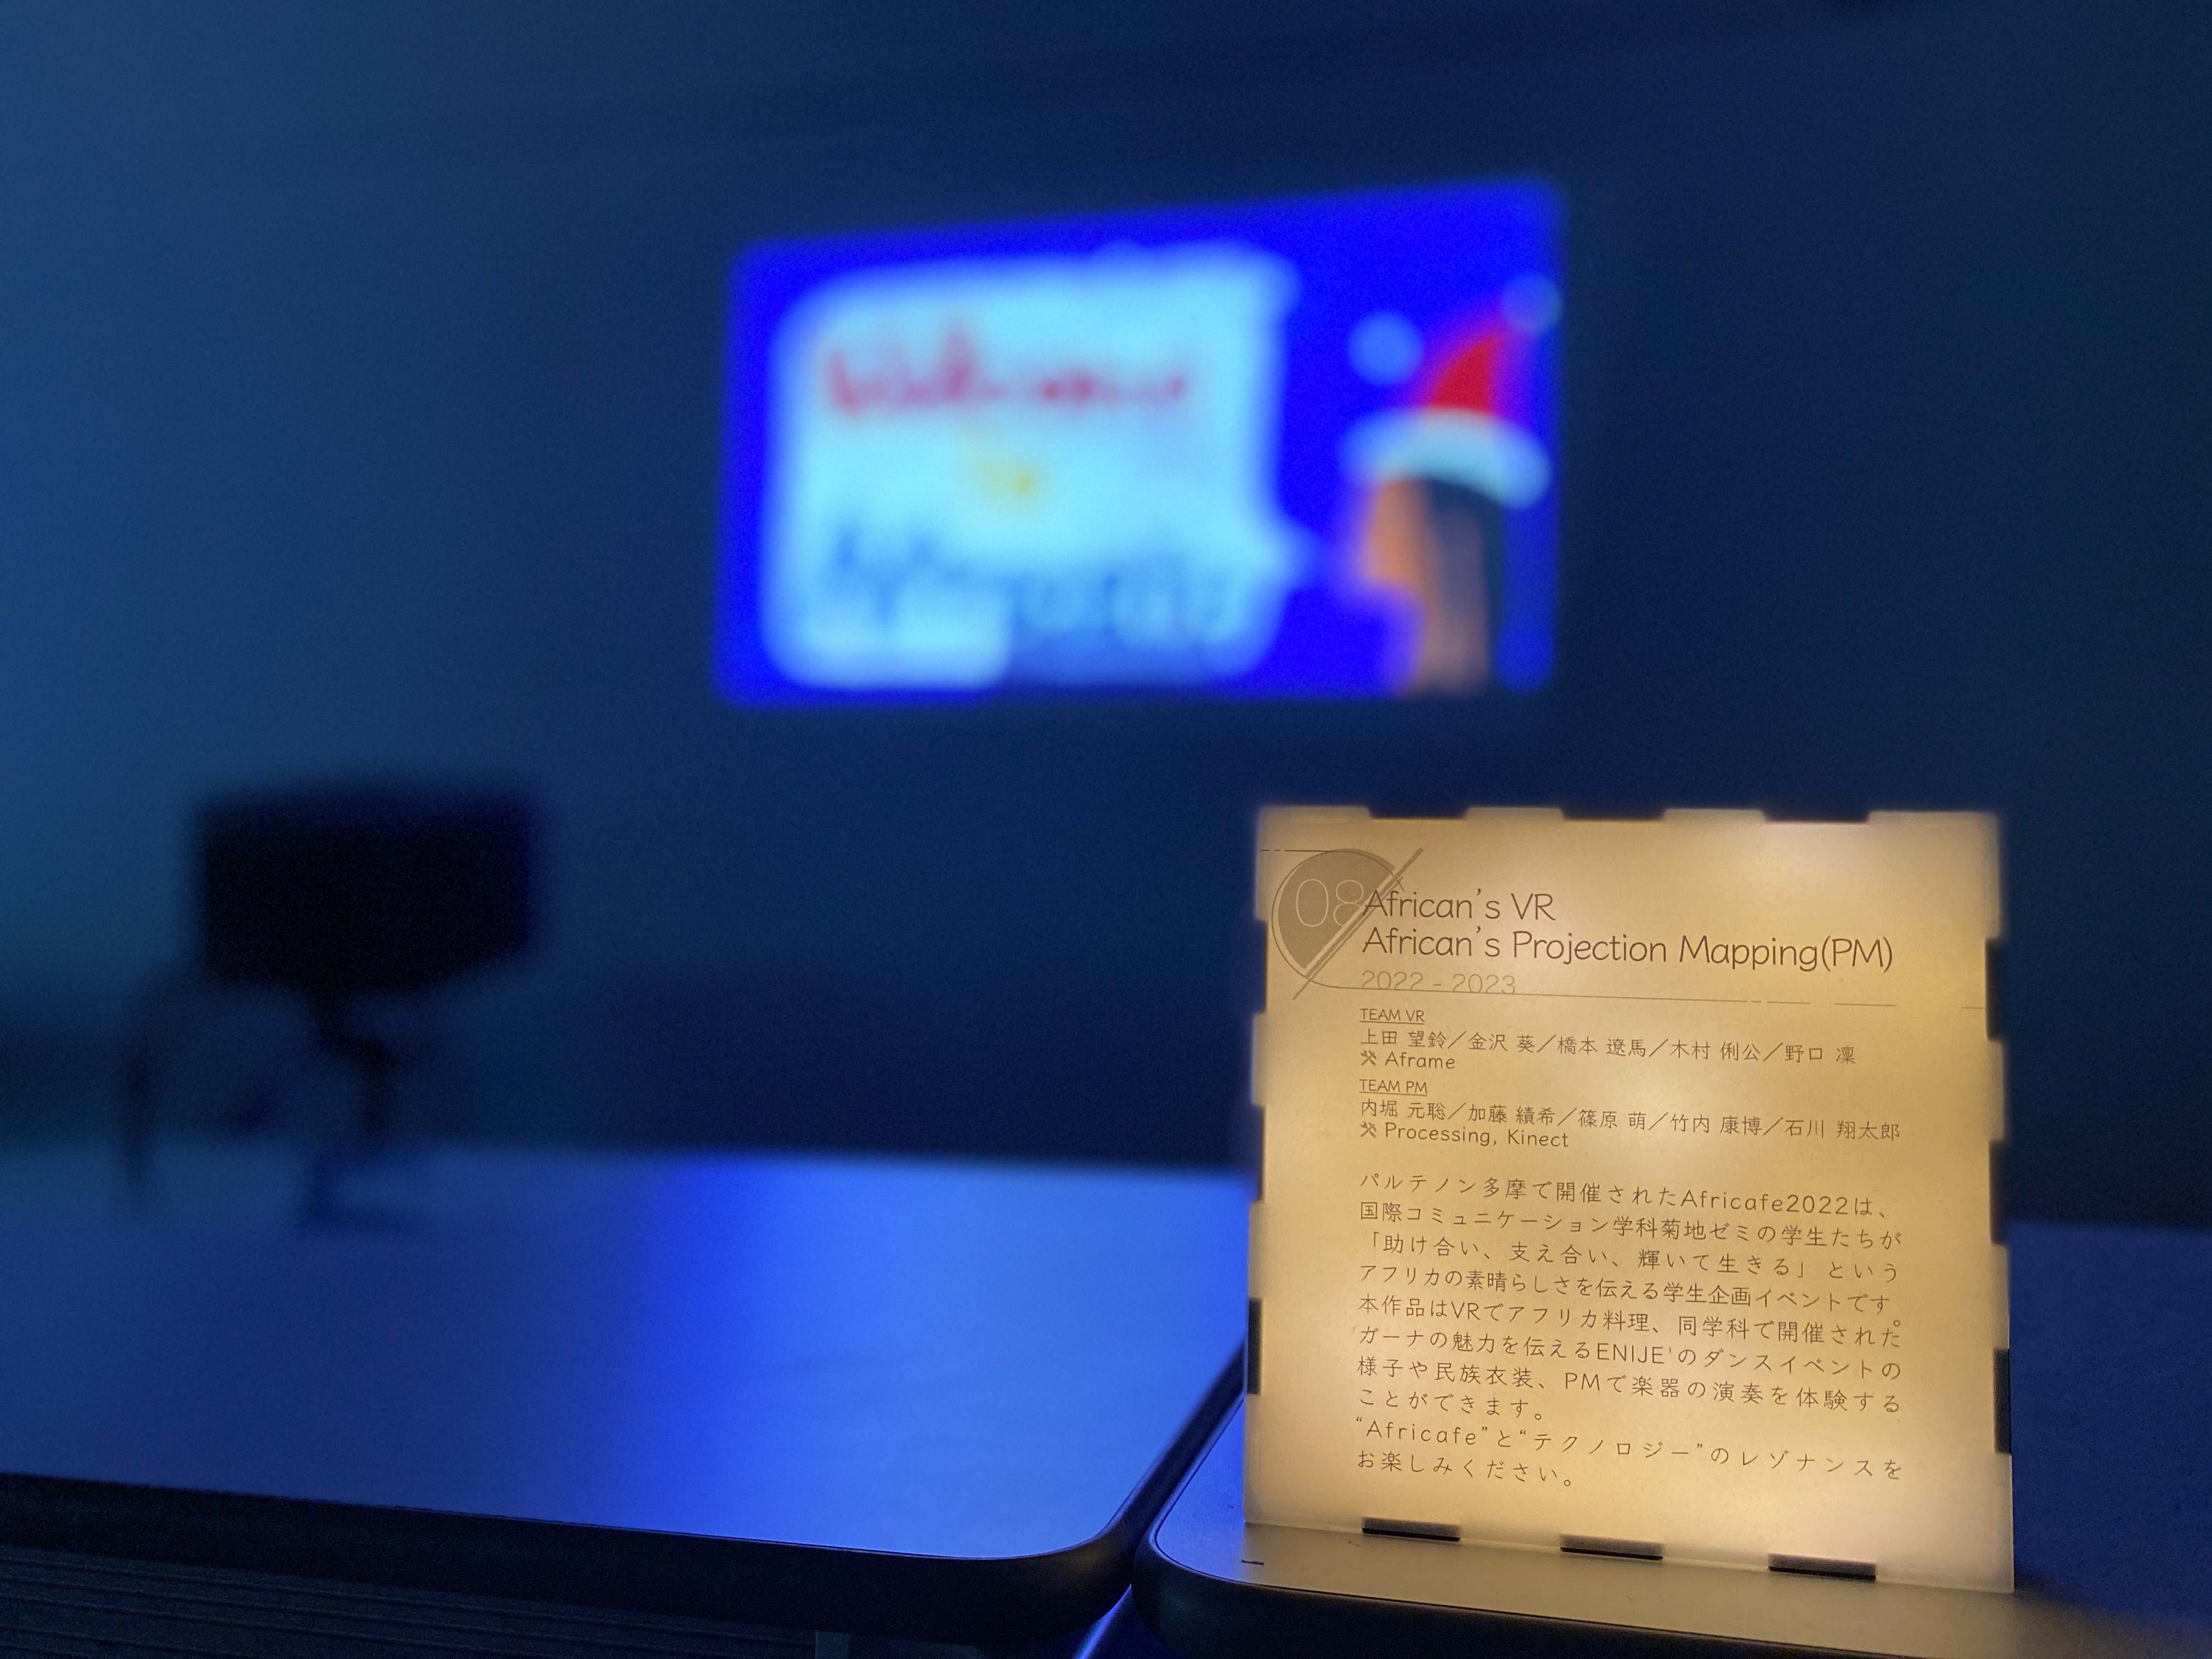 08
African's VR
African's Projection Mapping(PM)
2022 - 2023
TEAM VR
上田 望鈴／金沢 葵／橋本 遼馬／木村 俐公／野口 凜
Aframe
TEAM PM
内堀 元聡／加藤 績希／篠原 萌／竹内 康博／石川 翔太郎
Processing, Kinect
パルテノン多摩で開催されたAfricafe2022は、
国際コミュニケーション学科菊地ゼミの学生たちが
「助け合い、支え合い、輝いて生きる」という
アフリカの素晴らしさを伝える学生企画イベントです。
本作品はVRでアフリカ料理、同学科で開催された
ガーナの魅力を伝えるENIJE'のダンスイベントの
様子や民族衣装、PMで楽器の演奏を体験する
ことができます。
“Africafe”と“テクノロジー”のレゾナンスを
お楽しみください。